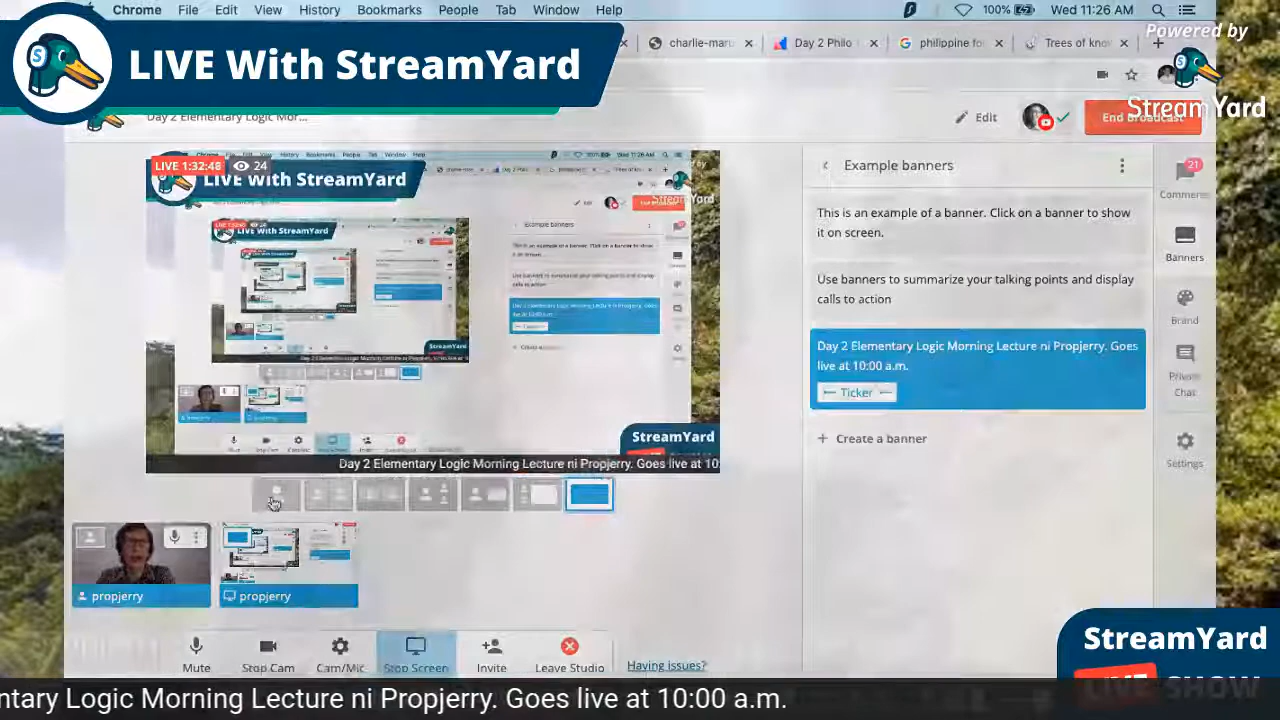 Chrome File Edit View History Bookmarks People Tab Window Help 100% Wed 11:26 AM
LIVE With StreamYard
Powered by
StreamYard
Day 2 Philo
philippine fo
Trees of kno
Day 2 Elementary Logic Mor...
Edit
End Broadcast
LIVE 1:32:48 24
LIVE With StreamYard
StreamYard
Day 2 Elementary Logic Morning Lecture ni Propjerry. Goes live at 10:
Example banners
This is an example of a banner. Click on a banner to show
it on screen.
Use banners to summarize your talking points and display
calls to action
Day 2 Elementary Logic Morning Lecture ni Propjerry. Goes
live at 10:00 a.m.
Ticker
+ Create a banner
21
Comments
Banners
Brand
Private
Chat
Settings
propjerry
propjerry
Mute
Stop Cam
Cam/Mic
Stop Screen
Invite
Leave Studio
Having issues?
StreamYard
LIVE SHOW
ntary Logic Morning Lecture ni Propjerry. Goes live at 10:00 a.m.